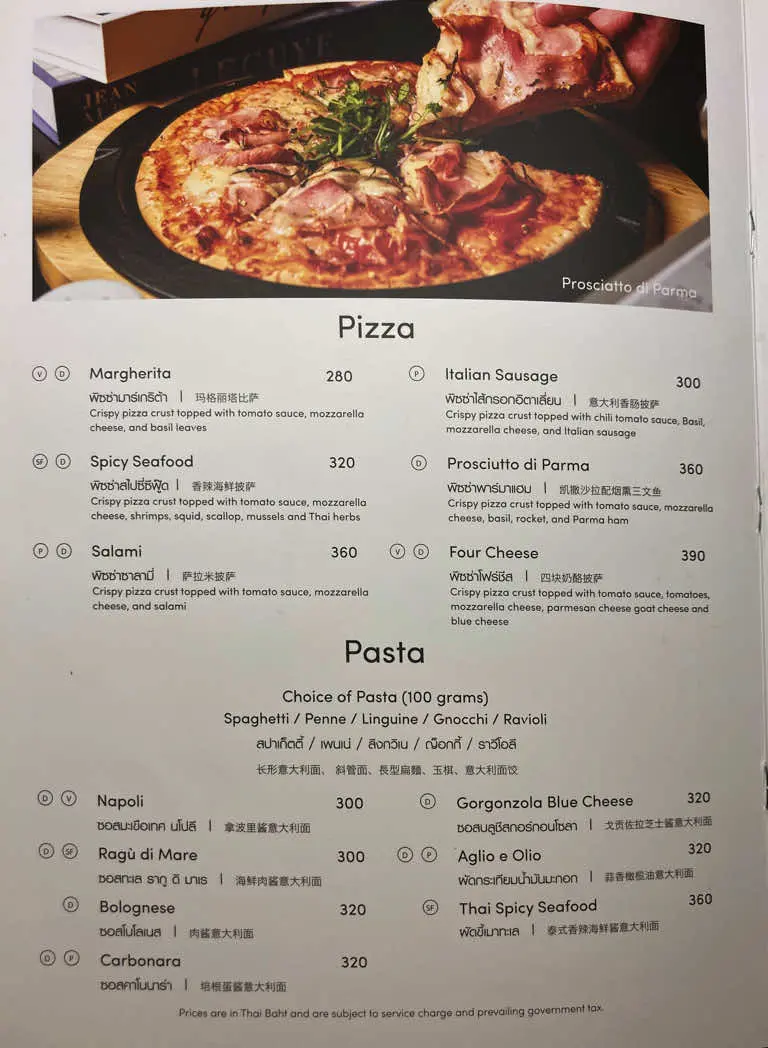 JEAN
LÉCUYE
Prosciatto di Parma
Pizza
V D Margherita 280
พิซซ่ามาร์เกริต้า | 玛格丽塔比萨
Crispy pizza crust topped with tomato sauce, mozzarella
cheese, and basil leaves
SF D Spicy Seafood 320
พิซซ่าสไปซี่ซีฟู้ด | 香辣海鲜披萨
Crispy pizza crust topped with tomato sauce, mozzarella
cheese, shrimps, squid, scallop, mussels and Thai herbs
P D Salami 360
พิซซ่าซาลามี่ | 萨拉米披萨
Crispy pizza crust topped with tomato sauce, mozzarella
cheese, and salami
P Italian Sausage 300
พิซซ่าไส้กรอกอิตาเลี่ยน | 意大利香肠披萨
Crispy pizza crust topped with chili tomato sauce, Basil,
mozzarella cheese, and Italian sausage
D Prosciutto di Parma 360
พิซซ่าพาร์มาแฮม | 凯撒沙拉配烟熏三文鱼
Crispy pizza crust topped with tomato sauce, mozzarella
cheese, basil, rocket, and Parma ham
V D Four Cheese 390
พิซซ่าโฟร์ชีส | 四块奶酪披萨
Crispy pizza crust topped with tomato sauce, tomatoes,
mozzarella cheese, parmesan cheese goat cheese and
blue cheese
Pasta
Choice of Pasta (100 grams)
Spaghetti / Penne / Linguine / Gnocchi / Ravioli
สปาเก็ตตี้ / เพนเน่ / ลิงกวิเน / ญ็อกกี้ / ราวีโอลี
长形意大利面、 斜管面、長型扁麵、玉棋、意大利面饺
D V Napoli 300
ซอสมะเขือเทศ นโปลี | 拿波里酱意大利面
D SF Ragù di Mare 300
ซอสทะเล รากู ดิ มาเร | 海鲜肉酱意大利面
D Bolognese 320
ซอสโบโลเนส | 肉酱意大利面
D P Carbonara 320
ซอสคาโบนาร่า | 培根蛋酱意大利面
D Gorgonzola Blue Cheese 320
ซอสบลูชีสกอร์กอนโซลา | 戈贡佐拉芝士酱意大利面
D P Aglio e Olio 320
ผัดกระเทียมน้ำมันมะกอก | 蒜香橄榄油意大利面
SF Thai Spicy Seafood 360
ผัดขี้เมาทะเล | 泰式香辣海鲜酱意大利面
Prices are in Thai Baht and are subject to service charge and prevailing government tax.